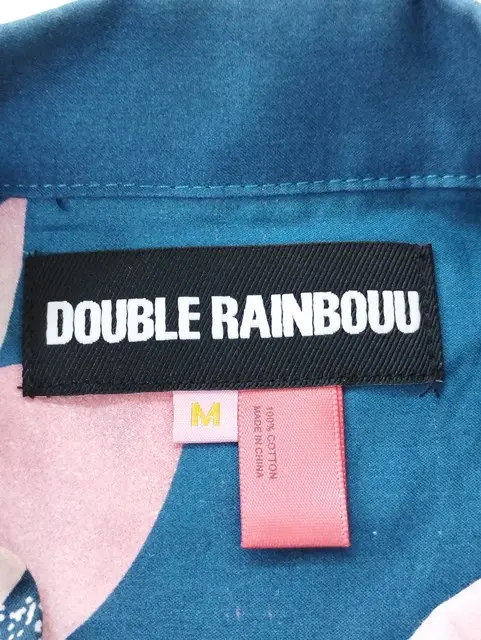 DOUBLE RAINBOUU
M
100% COTTON
MADE IN CHINA